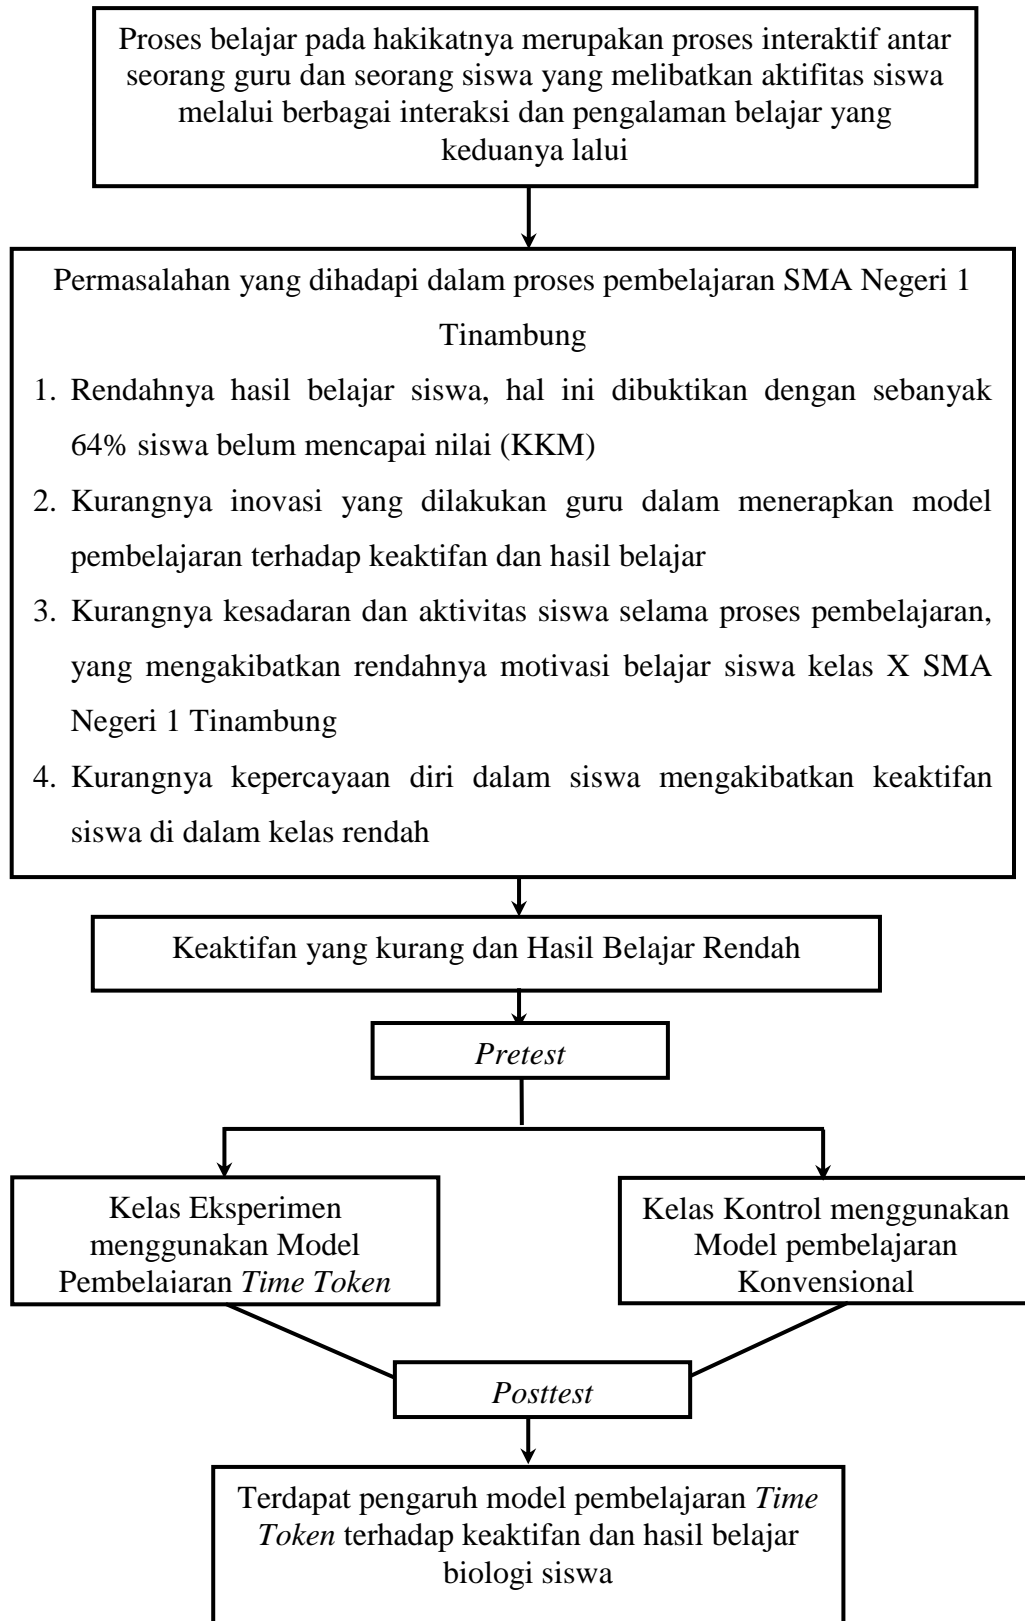 Proses belajar pada hakikatnya merupakan proses interaktif antar
seorang guru dan seorang siswa yang melibatkan aktifitas siswa
melalui berbagai interaksi dan pengalaman belajar yang
keduanya lalui
Permasalahan yang dihadapi dalam proses pembelajaran SMA Negeri 1
Tinambung
1. Rendahnya hasil belajar siswa, hal ini dibuktikan dengan sebanyak
64% siswa belum mencapai nilai (KKM)
2. Kurangnya inovasi yang dilakukan guru dalam menerapkan model
pembelajaran terhadap keaktifan dan hasil belajar
3. Kurangnya kesadaran dan aktivitas siswa selama proses pembelajaran,
yang mengakibatkan rendahnya motivasi belajar siswa kelas X SMA
Negeri 1 Tinambung
4. Kurangnya kepercayaan diri dalam siswa mengakibatkan keaktifan
siswa di dalam kelas rendah
Keaktifan yang kurang dan Hasil Belajar Rendah
Pretest
Kelas Eksperimen
menggunakan Model
Pembelajaran Time Token
Kelas Kontrol menggunakan
Model pembelajaran
Konvensional
Posttest
Terdapat pengaruh model pembelajaran Time
Token terhadap keaktifan dan hasil belajar
biologi siswa